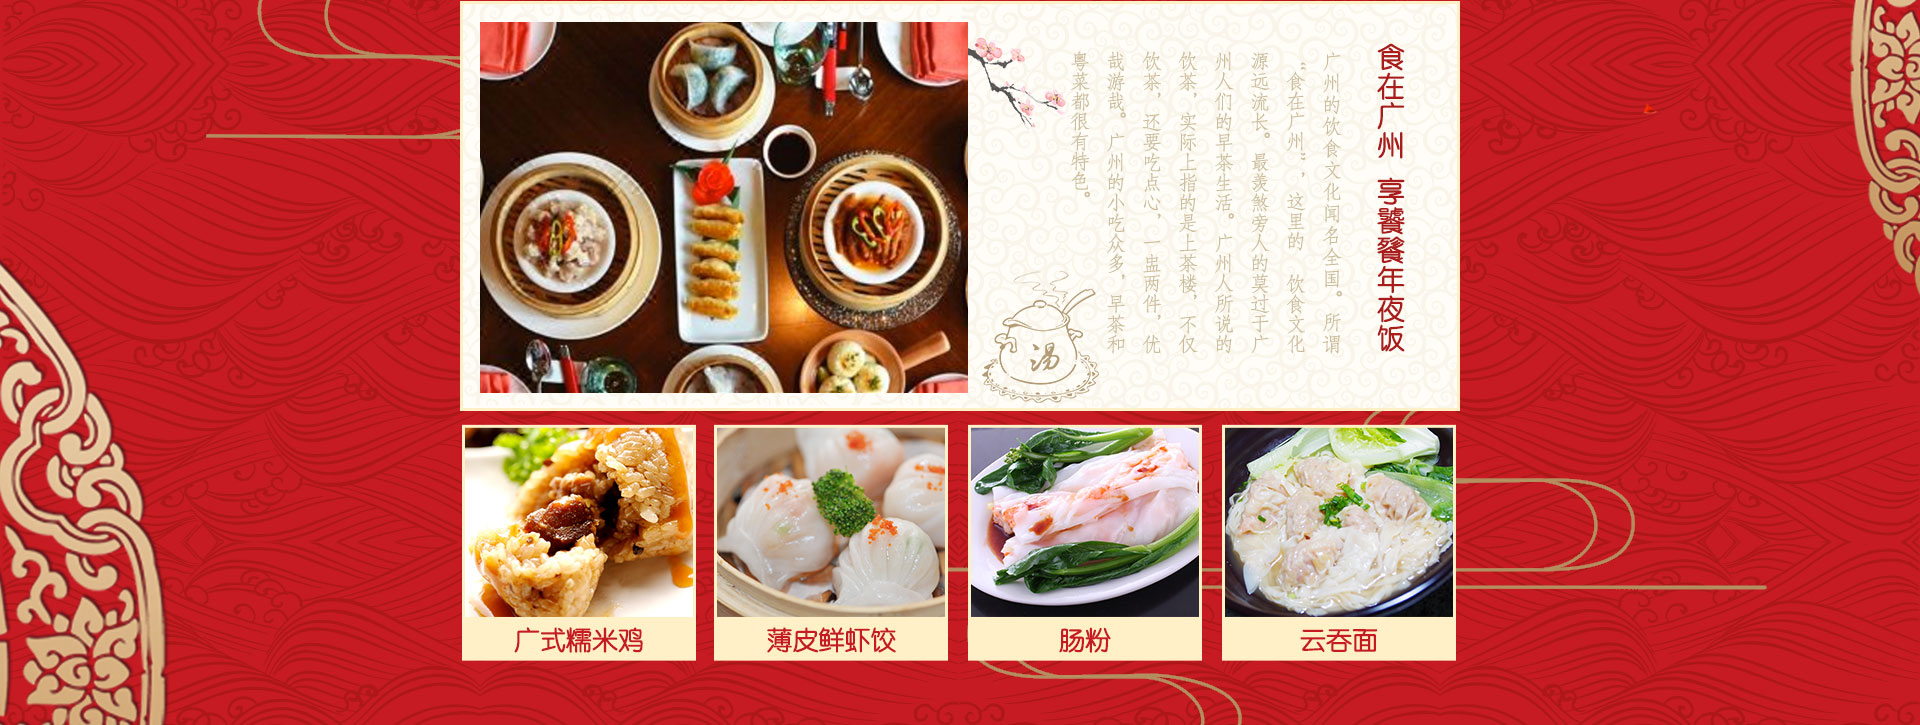 食在广州 享饕餮年夜饭
广州的饮食文化闻名全国。所谓
“食在广州”，这里的 饮食文化
源远流长。最羡煞旁人的莫过于广
州人们的早茶生活。广州人所说的
饮茶，实际上指的是上茶楼，不仅
饮茶，还要吃点心，一盅两件，优
哉游哉。广州的小吃众多，早茶和
粤菜都很有特色。
汤
广式糯米鸡
薄皮鲜虾饺
肠粉
云吞面